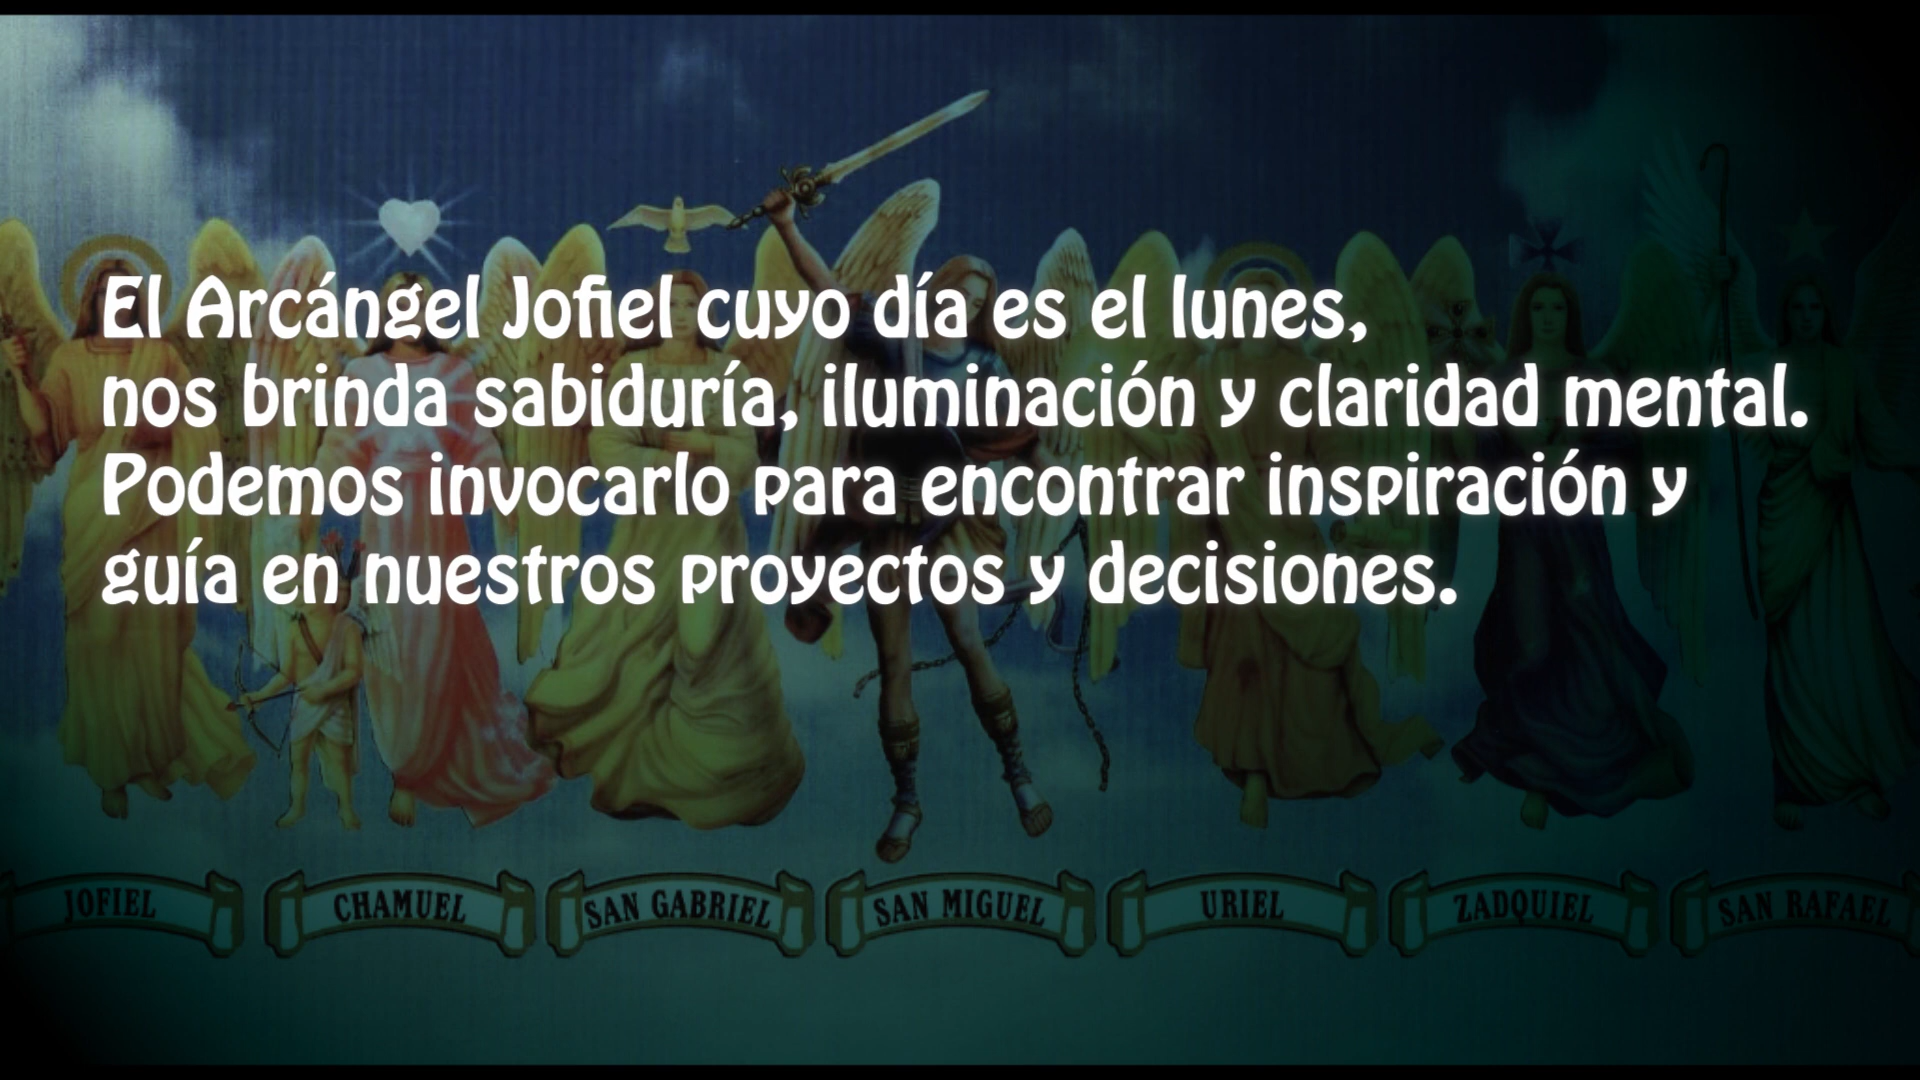 El Arcángel Jofiel cuyo día es el lunes,
nos brinda sabiduría, iluminación y claridad mental.
Podemos invocarlo para encontrar inspiración y
guía en nuestros proyectos y decisiones.
JOFIEL
CHAMUEL
SAN GABRIEL
SAN MIGUEL
URIEL
ZADQUIEL
SAN RAFAEL